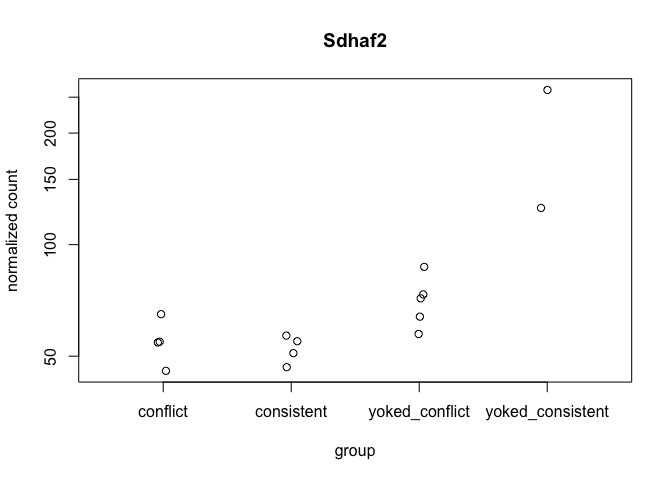 Sdhaf2
normalized count
200
150
100
50
conflict consistent yoked_conflict yoked_consistent
group